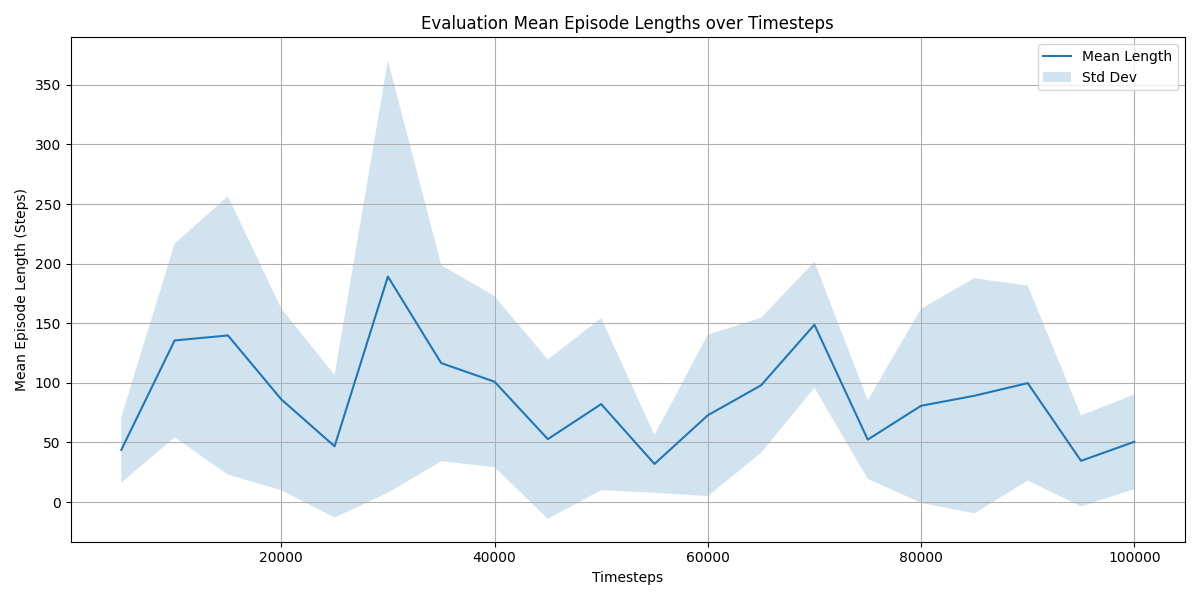 Evaluation Mean Episode Lengths over Timesteps
Mean Length
Std Dev
Mean Episode Length (Steps)
350
300
250
200
150
100
50
0
20000
40000
60000
80000
100000
Timesteps